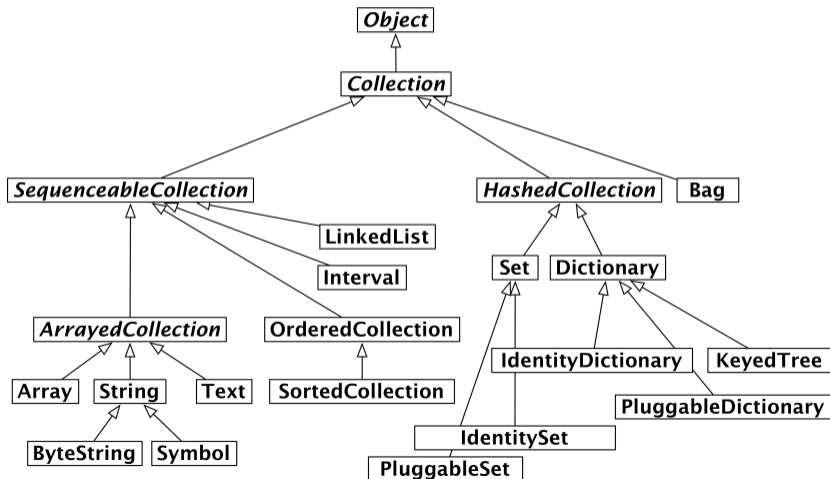 Object
Collection
SequenceableCollection
HashedCollection
Bag
LinkedList
Interval
Set
Dictionary
ArrayedCollection
OrderedCollection
IdentityDictionary
KeyedTree
Array
String
Text
SortedCollection
PluggableDictionary
IdentitySet
ByteString
Symbol
PluggableSet